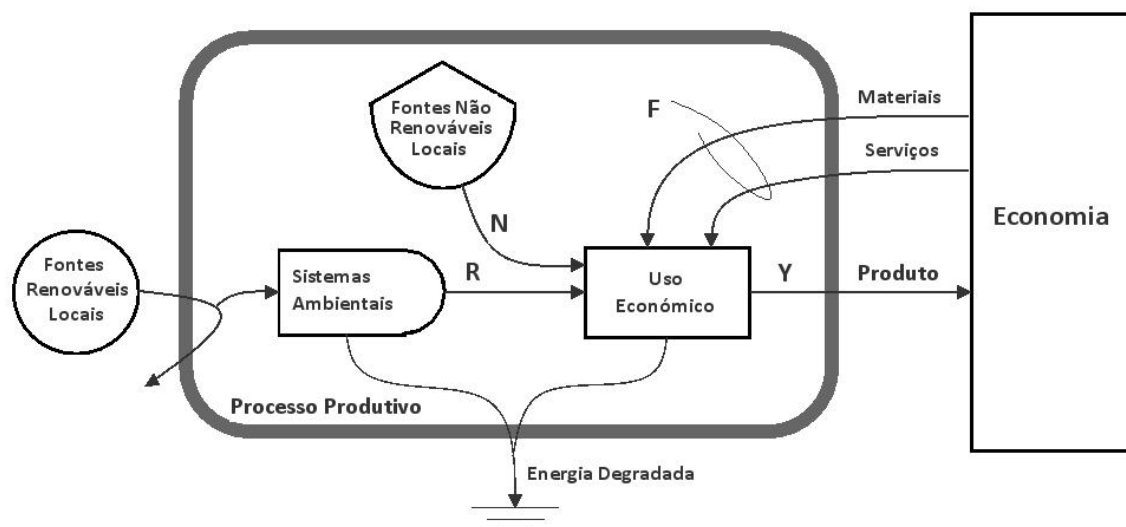 Fontes Não
Renováveis
Locais
F
Materiais
Serviços
Economia
N
Fontes
Renováveis
Locais
Sistemas
Ambientais
R
Uso
Económico
Y
Produto
Processo Produtivo
Energia Degradada